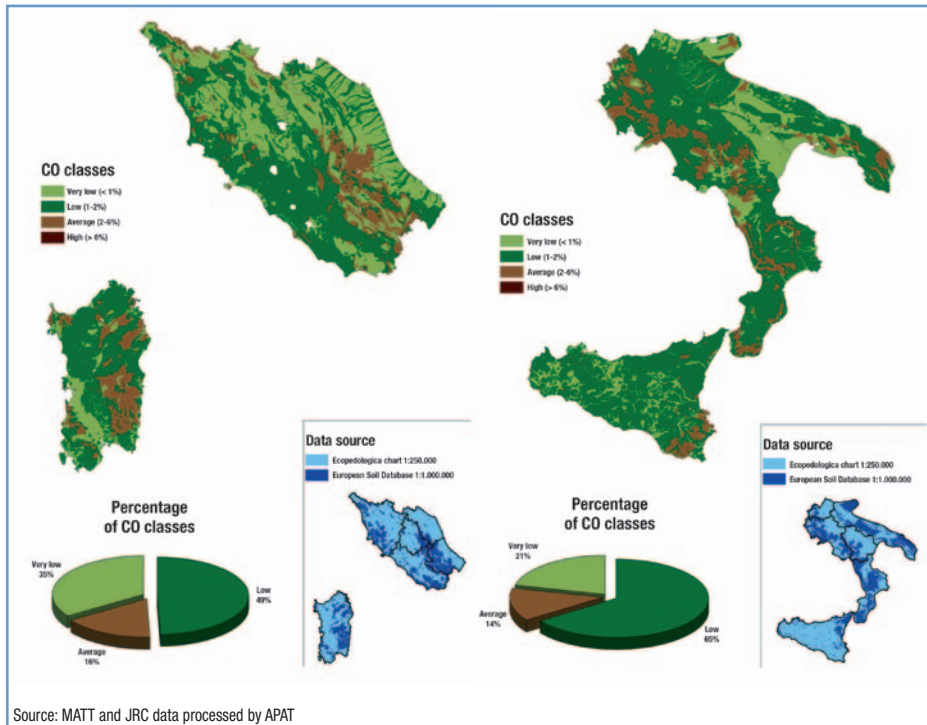 CO classes
Very low (< 1%)
Low (1-2%)
Average (2-6%)
High (> 6%)
CO classes
Very low (< 1%)
Low (1-2%)
Average (2-6%)
High (> 6%)
Data source
Ecopedologica chart 1:250.000
European Soil Database 1:1.000.000
Data source
Ecopedologica chart 1:250.000
European Soil Database 1:1.000.000
Percentage
of CO classes
Very low
35%
Low
49%
Average
16%
Percentage
of CO classes
Very low
21%
Average
14%
Low
65%
Source: MATT and JRC data processed by APAT